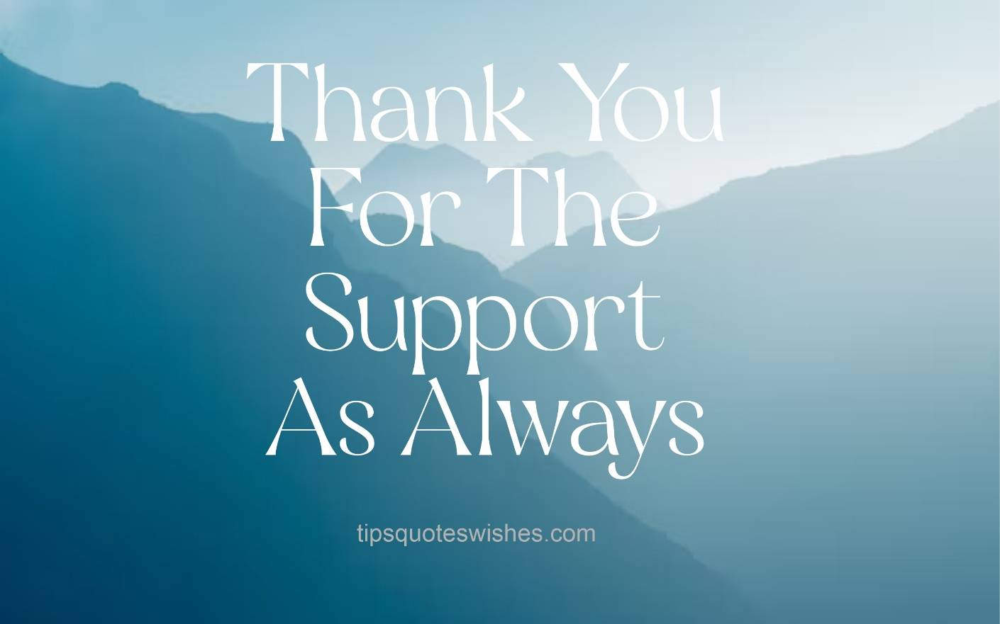 Thank You
For The
Support
As Always
tipsquoteswishes.com